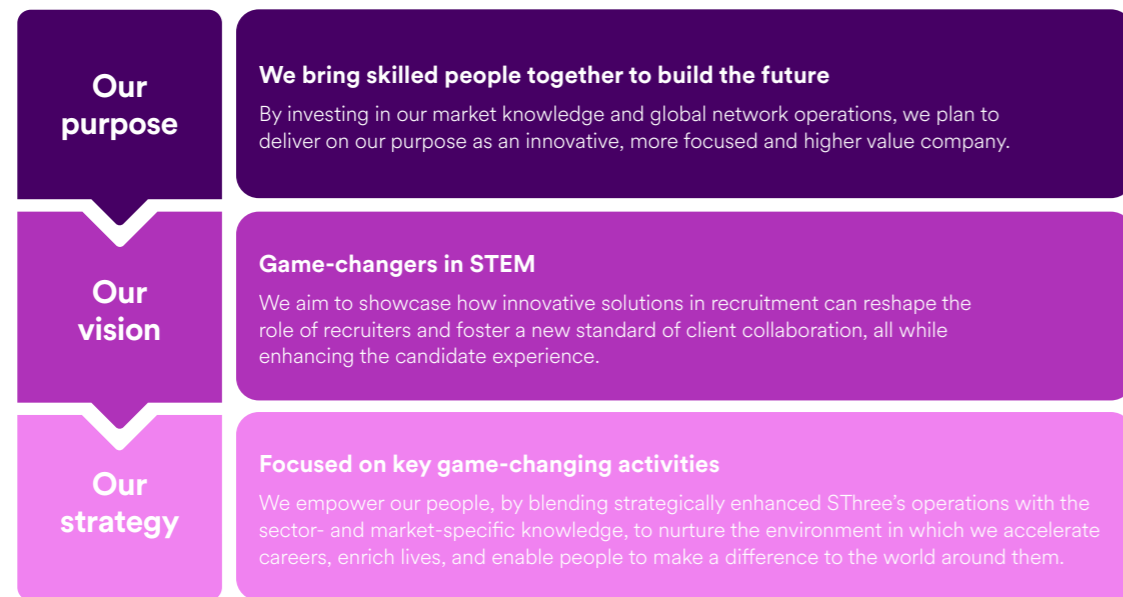 Our
purpose
We bring skilled people together to build the future
By investing in our market knowledge and global network operations, we plan to
deliver on our purpose as an innovative, more focused and higher value company.
Our
vision
Game-changers in STEM
We aim to showcase how innovative solutions in recruitment can reshape the
role of recruiters and foster a new standard of client collaboration, all while
enhancing the candidate experience.
Our
strategy
Focused on key game-changing activities
We empower our people, by blending strategically enhanced SThree’s operations with the
sector- and market-specific knowledge, to nurture the environment in which we accelerate
careers, enrich lives, and enable people to make a difference to the world around them.